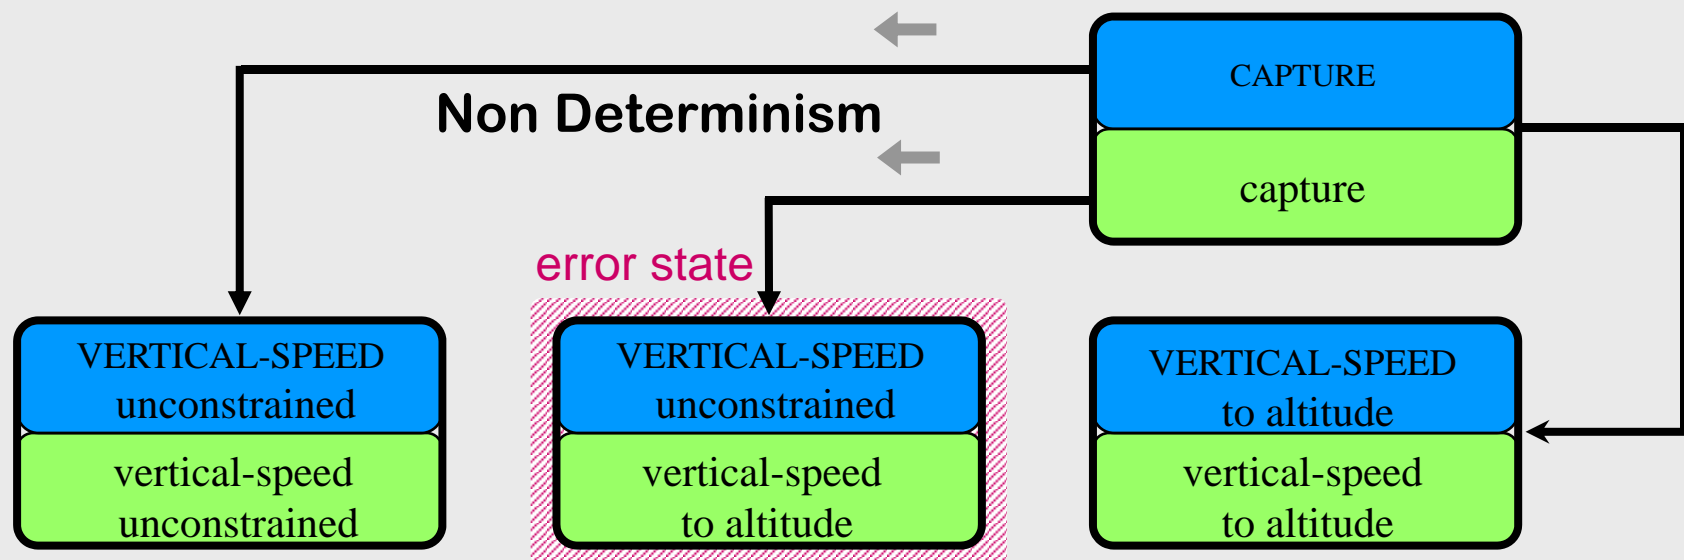 CAPTURE
Non Determinism
capture
error state
VERTICAL-SPEED
unconstrained
vertical-speed
unconstrained
VERTICAL-SPEED
unconstrained
vertical-speed
to altitude
VERTICAL-SPEED
to altitude
vertical-speed
to altitude